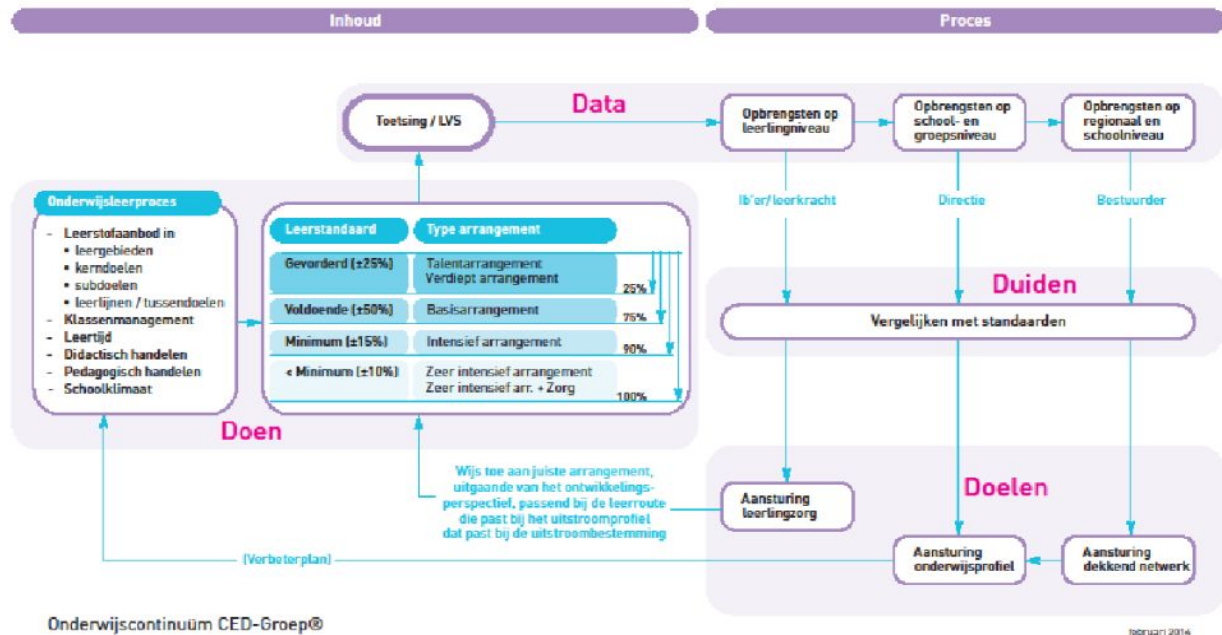 Inhoud
Proces
Toetsing / LVS
Data
Opbrengsten op
leerlingniveau
Opbrengsten op
school- en
groepsniveau
Opbrengsten op
regionaal en
schoolniveau
Ib'er/leerkracht
Directie
Bestuurder
Onderwijsleerproces
- Leerstofaanbod in
▪ leergebieden
▪ kerndoelen
▪ subdoelen
▪ leerlijnen / tussendoelen
- Klassenmanagement
- Leertijd
- Didactisch handelen
- Pedagogisch handelen
- Schoolklimaat
Leerstandaard
Type arrangement
Gevorderd (±25%)
Talentarrangement
Verdiept arrangement
25%
Voldoende (±50%)
Basisarrangement
75%
Minimum (±15%)
Intensief arrangement
90%
< Minimum (±10%)
Zeer intensief arrangement
Zeer intensief arr. + Zorg
100%
Doen
Duiden
Vergelijken met standaarden
Wijs toe aan juiste arrangement,
uitgaande van het ontwikkelings-
perspectief, passend bij de leerroute
die past bij het uitstroomprofiel
dat past bij de uitstroombestemming
Doelen
Aansturing
leerlingzorg
(Verbeterplan)
Aansturing
onderwijsprofiel
Aansturing
dekkend netwerk
Onderwijscontinuüm CED-Groep®
februari 2014